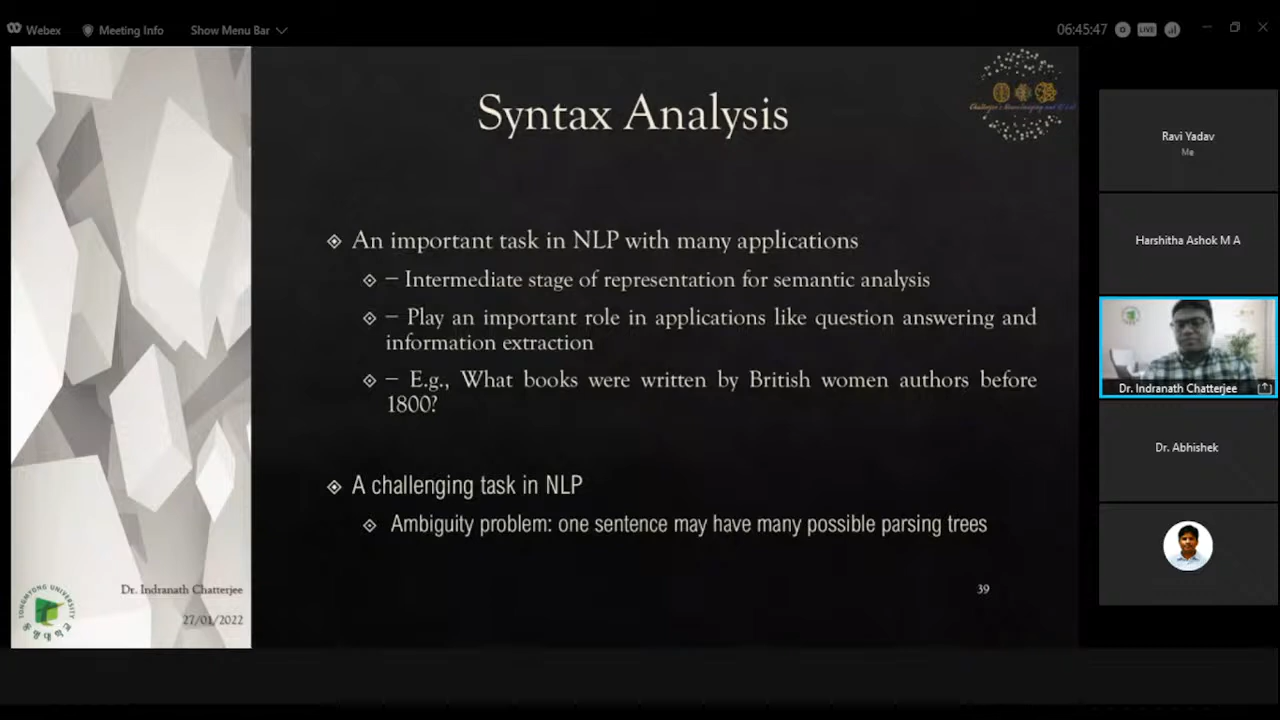 Webex
Meeting Info
Show Menu Bar
06:45:47
LIVE
Syntax Analysis
An important task in NLP with many applications
– Intermediate stage of representation for semantic analysis
– Play an important role in applications like question answering and
information extraction
– E.g., What books were written by British women authors before
1800?
A challenging task in NLP
Ambiguity problem: one sentence may have many possible parsing trees
Dr. Indranath Chatterjee
27/01/2022
39
TONGMYONG UNIVERSITY
Ravi Yadav
Me
Harshitha Ashok M A
Dr. Indranath Chatterjee
Dr. Abhishek